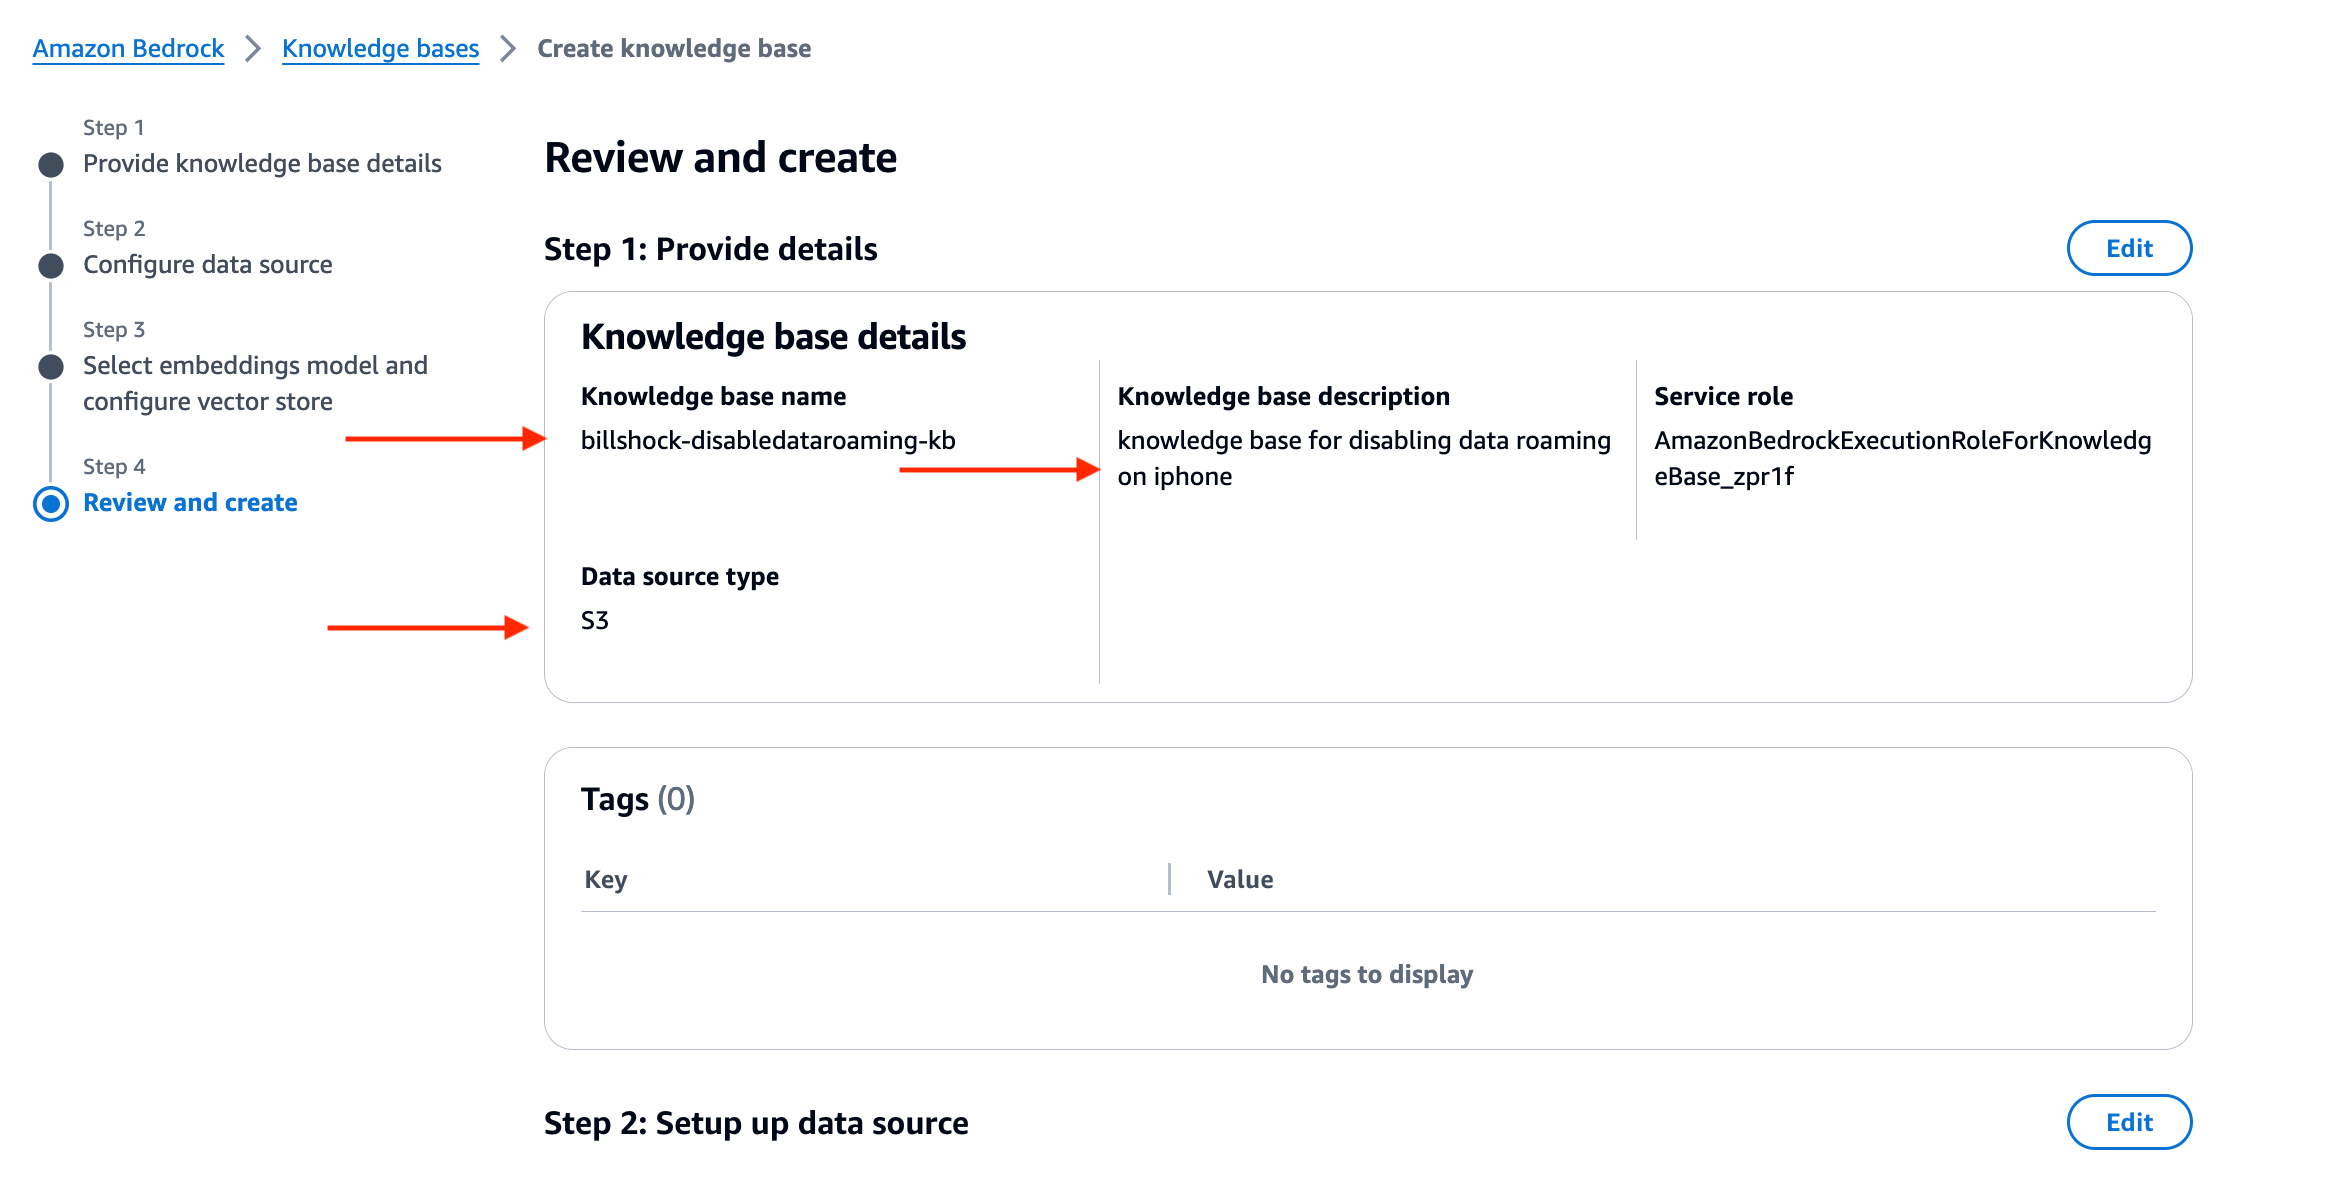 Amazon Bedrock > Knowledge bases > Create knowledge base
Step 1
Provide knowledge base details
Step 2
Configure data source
Step 3
Select embeddings model and
configure vector store
Step 4
Review and create
Review and create
Step 1: Provide details
Edit
Knowledge base details
Knowledge base name
billshock-disabledataroaming-kb
Knowledge base description
knowledge base for disabling data roaming
on iphone
Service role
AmazonBedrockExecutionRoleForKnowledg
eBase_zpr1f
Data source type
S3
Tags (0)
Key
Value
No tags to display
Step 2: Setup up data source
Edit